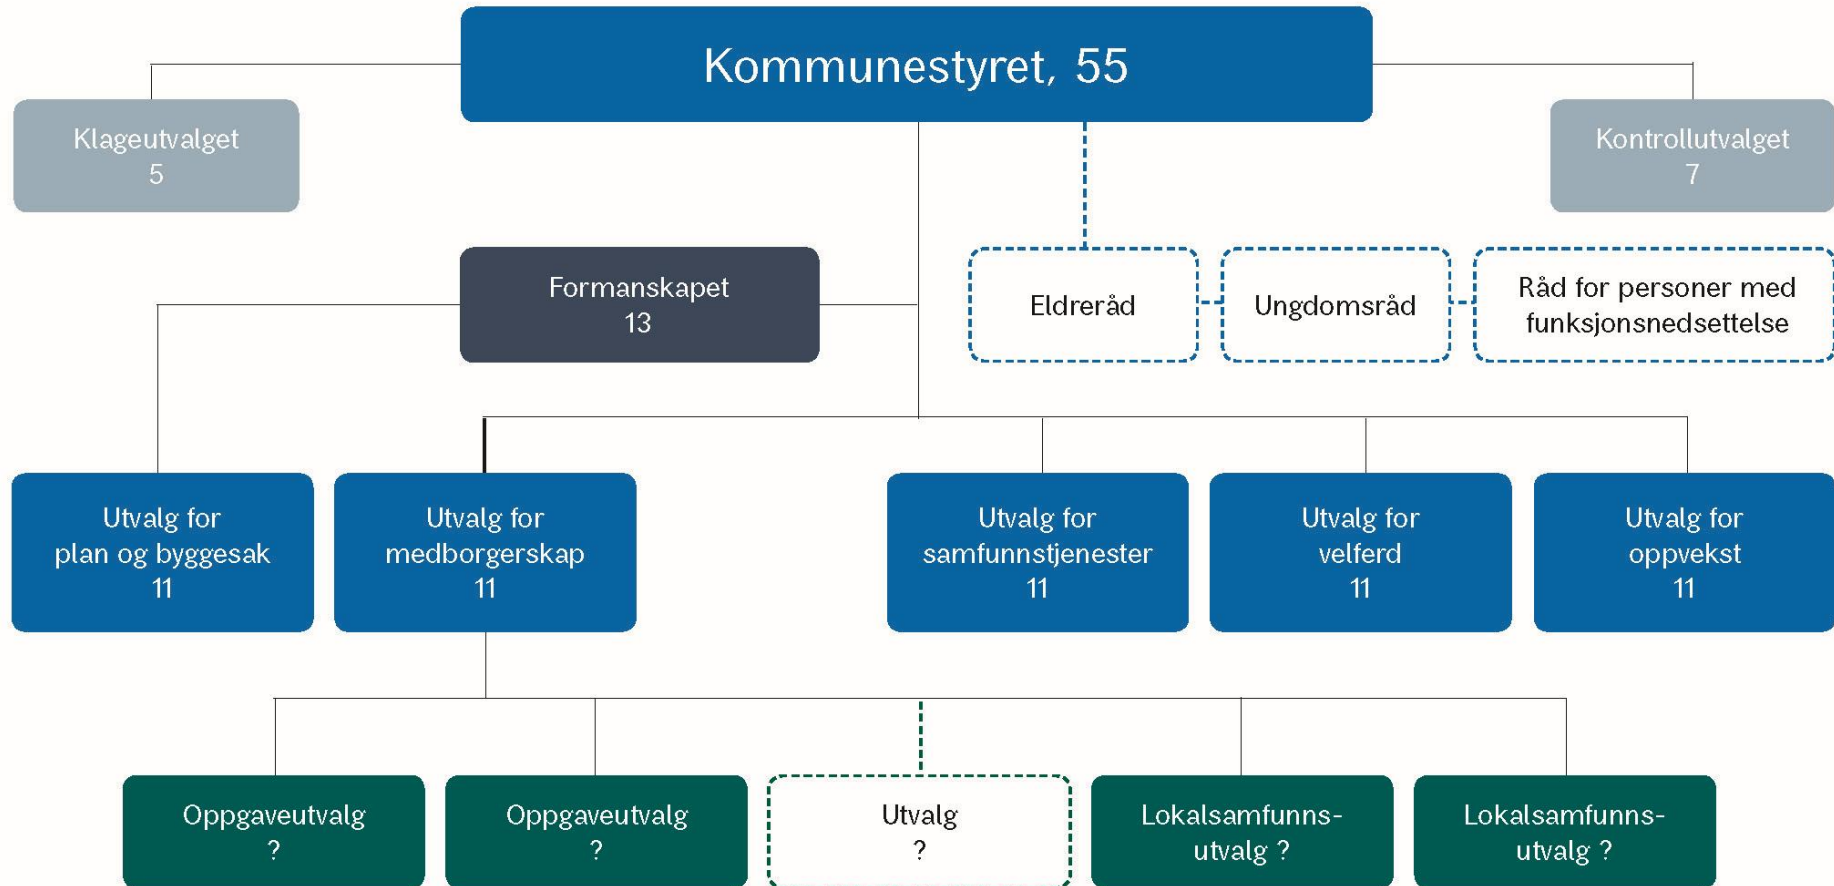 Kommunestyret, 55
Klageutvalget
5
Kontrollutvalget
7
Formanskapet
13
Eldreråd
Ungdomsråd
Råd for personer med
funksjonsnedsettelse
Utvalg for
plan og byggesak
11
Utvalg for
medborgerskap
11
Utvalg for
samfunnstjenester
11
Utvalg for
velferd
11
Utvalg for
oppvekst
11
Oppgaveutvalg
?
Oppgaveutvalg
?
Utvalg
?
Lokalsamfunns-
utvalg ?
Lokalsamfunns-
utvalg ?